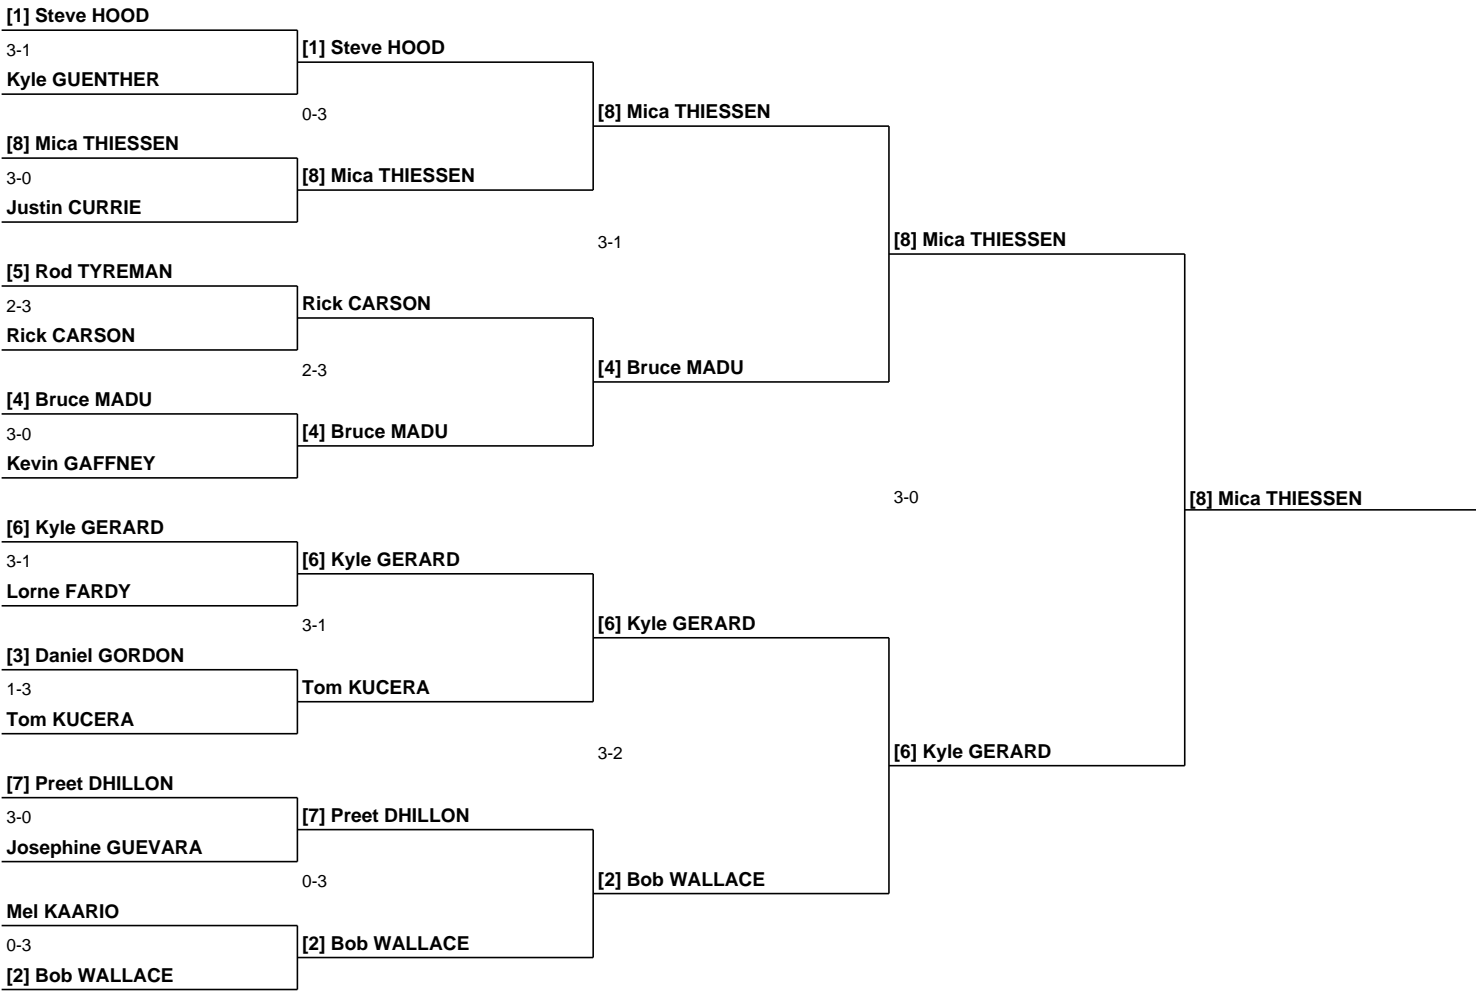 [1] Steve HOOD
3-1
Kyle GUENTHER
[8] Mica THIESSEN
3-0
Justin CURRIE
[5] Rod TYREMAN
2-3
Rick CARSON
[4] Bruce MADU
3-0
Kevin GAFFNEY
[6] Kyle GERARD
3-1
Lorne FARDY
[3] Daniel GORDON
1-3
Tom KUCERA
[7] Preet DHILLON
3-0
Josephine GUEVARA
Mel KAARIO
0-3
[2] Bob WALLACE
[1] Steve HOOD
0-3
[8] Mica THIESSEN
Rick CARSON
2-3
[4] Bruce MADU
[6] Kyle GERARD
3-1
Tom KUCERA
[7] Preet DHILLON
0-3
[2] Bob WALLACE
[8] Mica THIESSEN
3-1
[4] Bruce MADU
[6] Kyle GERARD
3-2
[2] Bob WALLACE
[8] Mica THIESSEN
3-0
[6] Kyle GERARD
[8] Mica THIESSEN